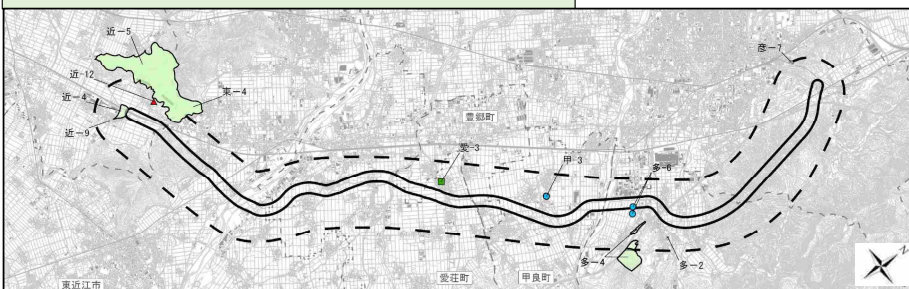 近－5
近-12
近－4
近－9
東－4
彦－7
豊郷町
愛-3
甲-3
多-6
多－4
多－2
東近江市
愛荘町
甲良町
N